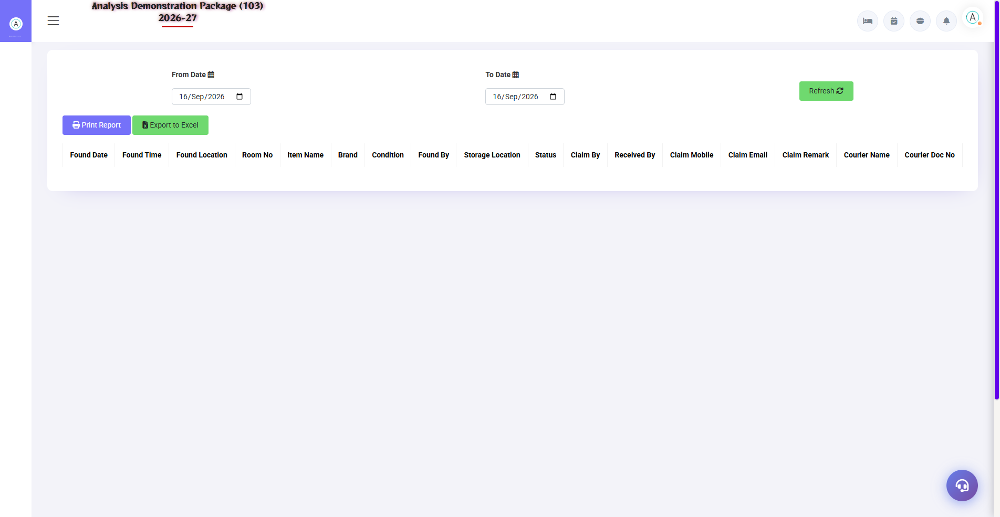 A
Analysis Demonstration Package (103)
2026-27
A
From Date
To Date
16/Sep/2026
16/Sep/2026
Refresh
Print Report
Export to Excel
Found Date Found Time Found Location Room No Item Name Brand Condition Found By Storage Location Status Claim By Received By Claim Mobile Claim Email Claim Remark Courier Name Courier Doc No